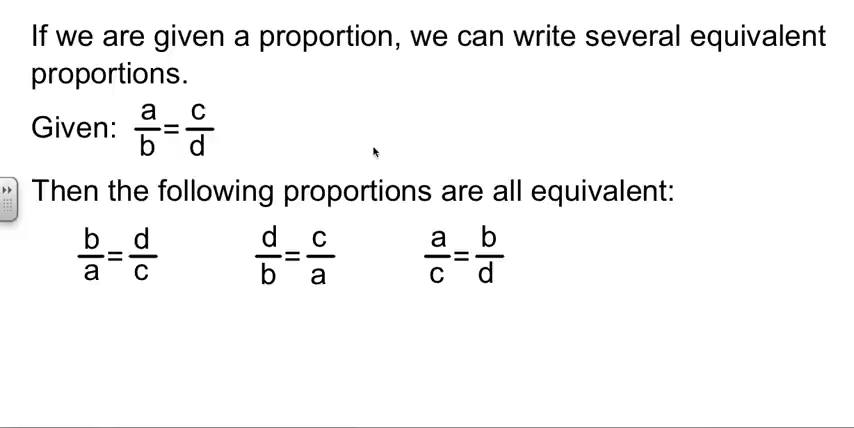 If we are given a proportion, we can write several equivalent
proportions.
Given: a/b = c/d
Then the following proportions are all equivalent:
b/a = d/c    d/b = c/a    a/c = b/d